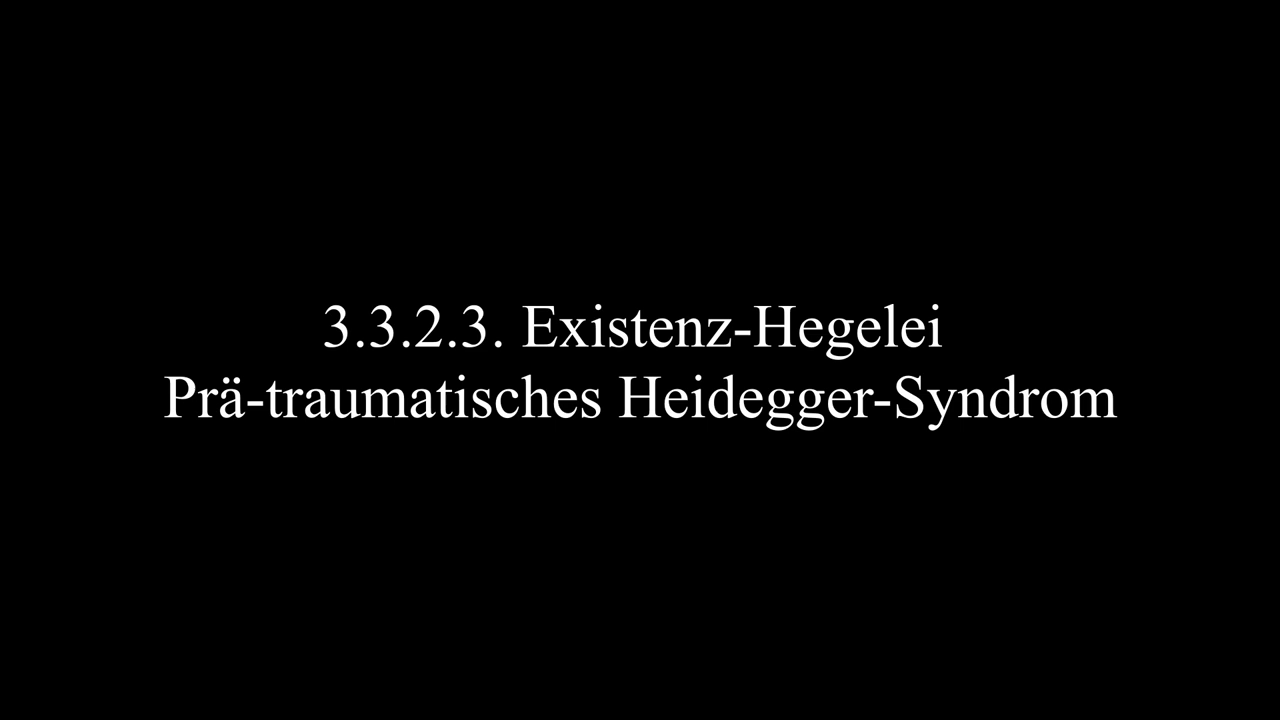 3.3.2.3. Existenz-Hegelei
Prä-traumatisches Heidegger-Syndrom